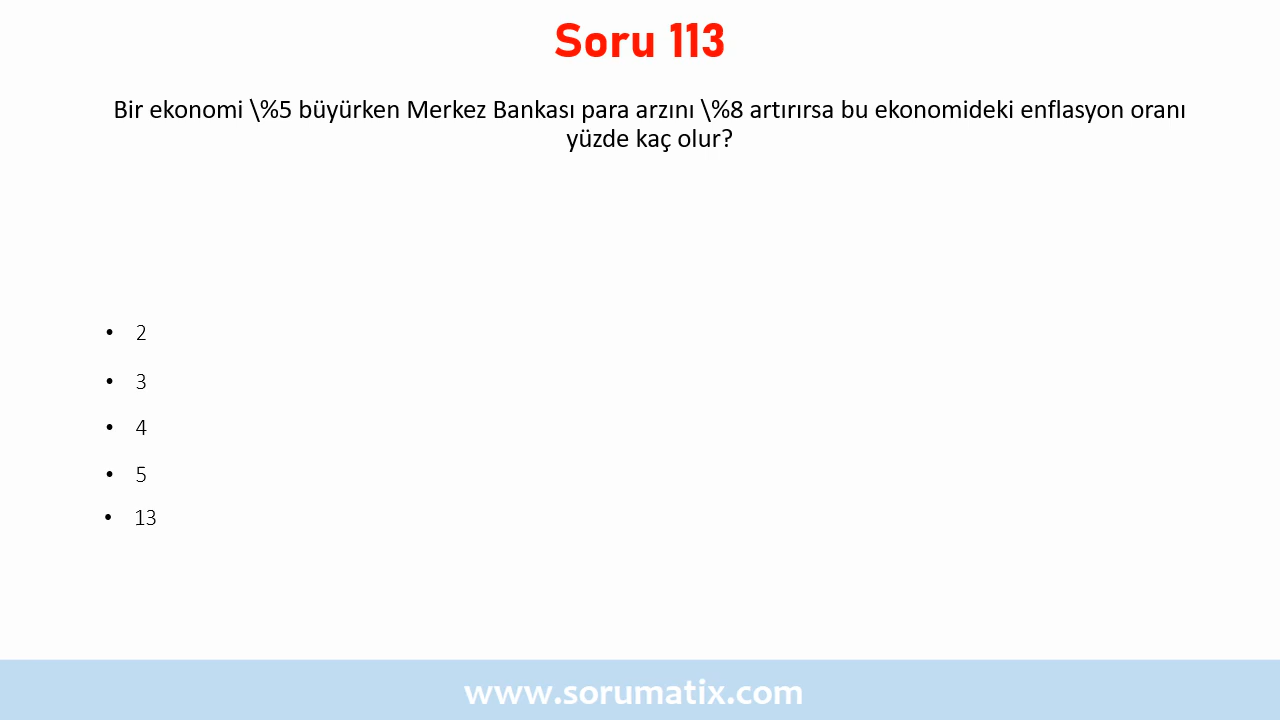 Soru 113
Bir ekonomi \%5 büyürken Merkez Bankası para arzını \%8 artırırsa bu ekonomideki enflasyon oranı
yüzde kaç olur?
• 2
• 3
• 4
• 5
• 13
www.sorumatix.com